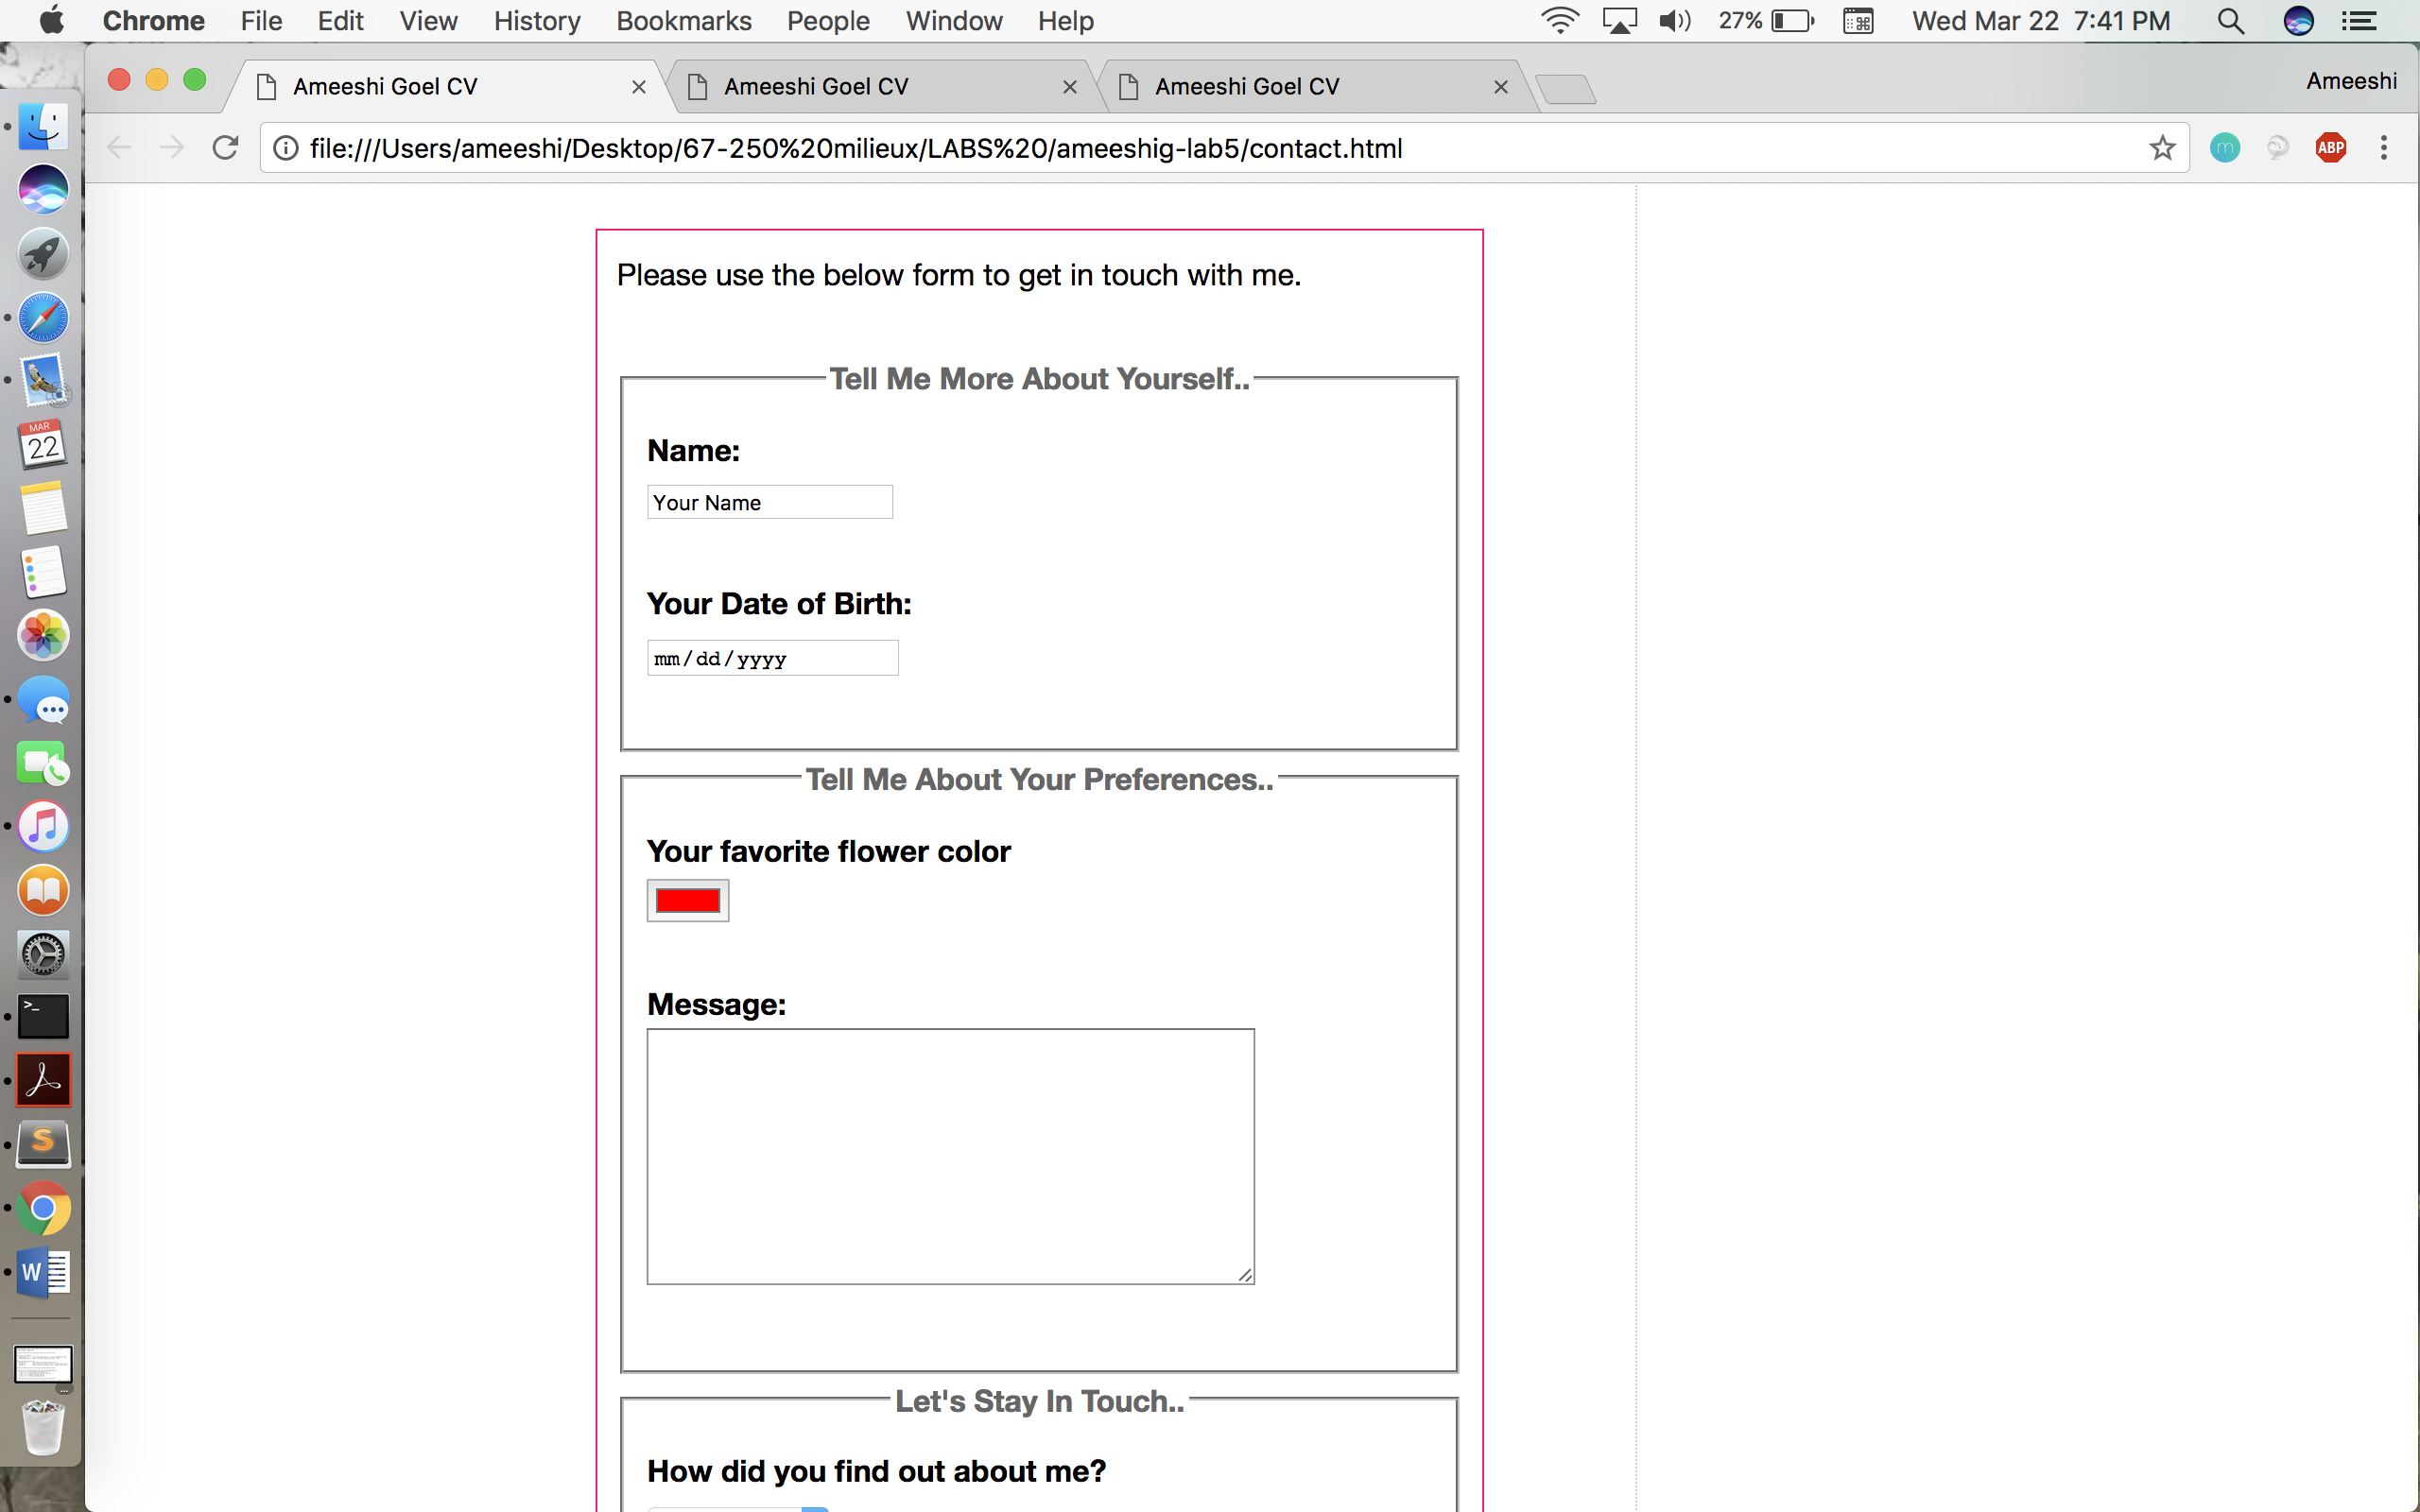 Chrome File Edit View History Bookmarks People Window Help 27% Wed Mar 22 7:41 PM
Ameeshi Goel CV Ameeshi Goel CV Ameeshi Goel CV Ameeshi
file:///Users/ameeshi/Desktop/67-250%20milieux/LABS%20/ameeshig-lab5/contact.html m ABP
Please use the below form to get in touch with me.
Tell Me More About Yourself..
Name:
Your Name
Your Date of Birth:
mm/dd/yyyy
Tell Me About Your Preferences..
Your favorite flower color
Message:
Let's Stay In Touch..
How did you find out about me?
MAR
22
>_
S
W